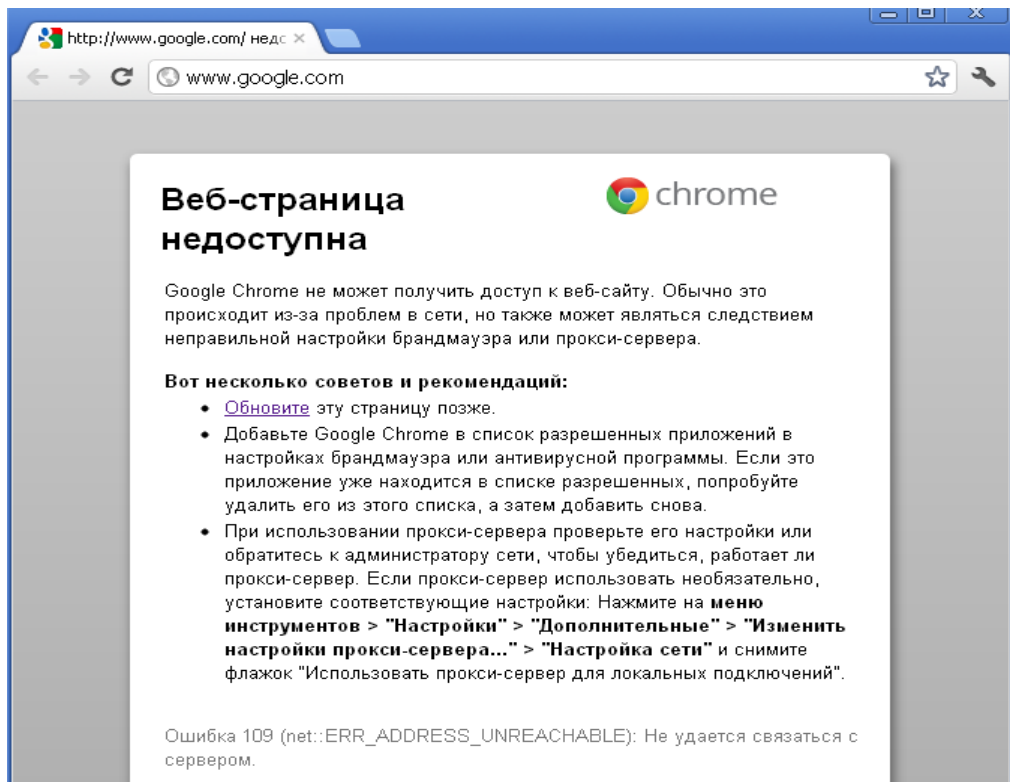 http://www.google.com/ недс
www.google.com
Веб-страница
недоступна
chrome
Google Chrome не может получить доступ к веб-сайту. Обычно это
происходит из-за проблем в сети, но также может являться следствием
неправильной настройки брандмауэра или прокси-сервера.
Вот несколько советов и рекомендаций:
• Обновите эту страницу позже.
• Добавьте Google Chrome в список разрешенных приложений в
настройках брандмауэра или антивирусной программы. Если это
приложение уже находится в списке разрешенных, попробуйте
удалить его из этого списка, а затем добавить снова.
• При использовании прокси-сервера проверьте его настройки или
обратитесь к администратору сети, чтобы убедиться, работает ли
прокси-сервер. Если прокси-сервер использовать необязательно,
установите соответствующие настройки: Нажмите на меню
инструментов > "Настройки" > "Дополнительные" > "Изменить
настройки прокси-сервера..." > "Настройка сети" и снимите
флажок "Использовать прокси-сервер для локальных подключений".
Ошибка 109 (net::ERR_ADDRESS_UNREACHABLE): Не удается связаться с
сервером.